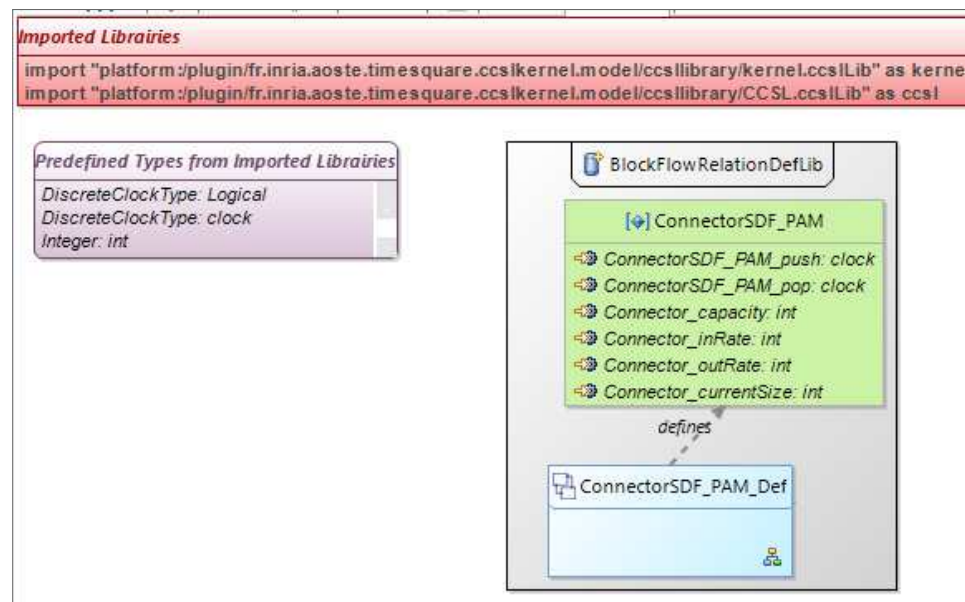 Imported Librairies
import "platform:/plugin/fr.inria.aoste.timesquare.ccslkernel.model/ccsllibrary/kernel.ccslLib" as kerne
import "platform:/plugin/fr.inria.aoste.timesquare.ccslkernel.model/ccsllibrary/CCSL.ccslLib" as ccsl
Predefined Types from Imported Librairies
DiscreteClockType: Logical
DiscreteClockType: clock
Integer: int
BlockFlowRelationDefLib
ConnectorSDF_PAM
ConnectorSDF_PAM_push: clock
ConnectorSDF_PAM_pop: clock
Connector_capacity: int
Connector_inRate: int
Connector_outRate: int
Connector_currentSize: int
defines
ConnectorSDF_PAM_Def